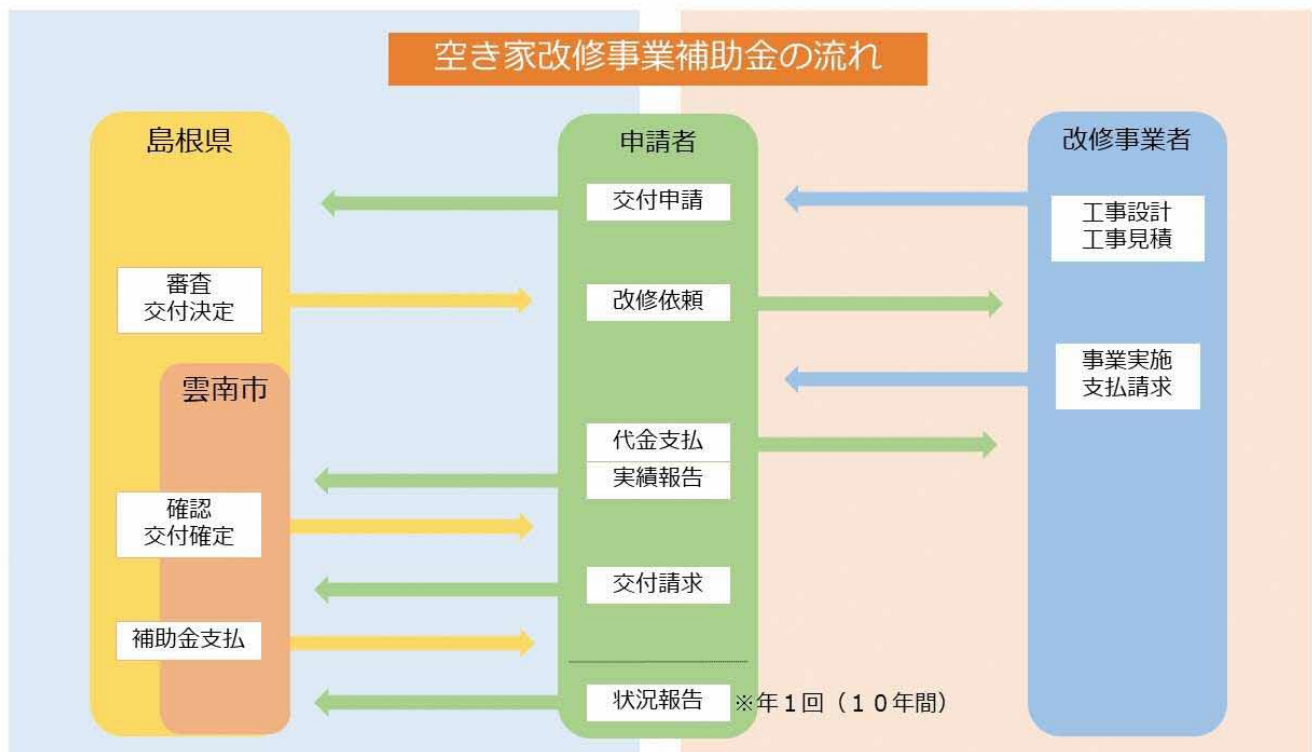 空き家改修事業補助金の流れ
島根県
申請者
改修事業者
交付申請
工事設計
工事見積
審査
交付決定
改修依頼
事業実施
支払請求
雲南市
代金支払
実績報告
確認
交付確定
交付請求
補助金支払
状況報告 ※年1回（10年間）